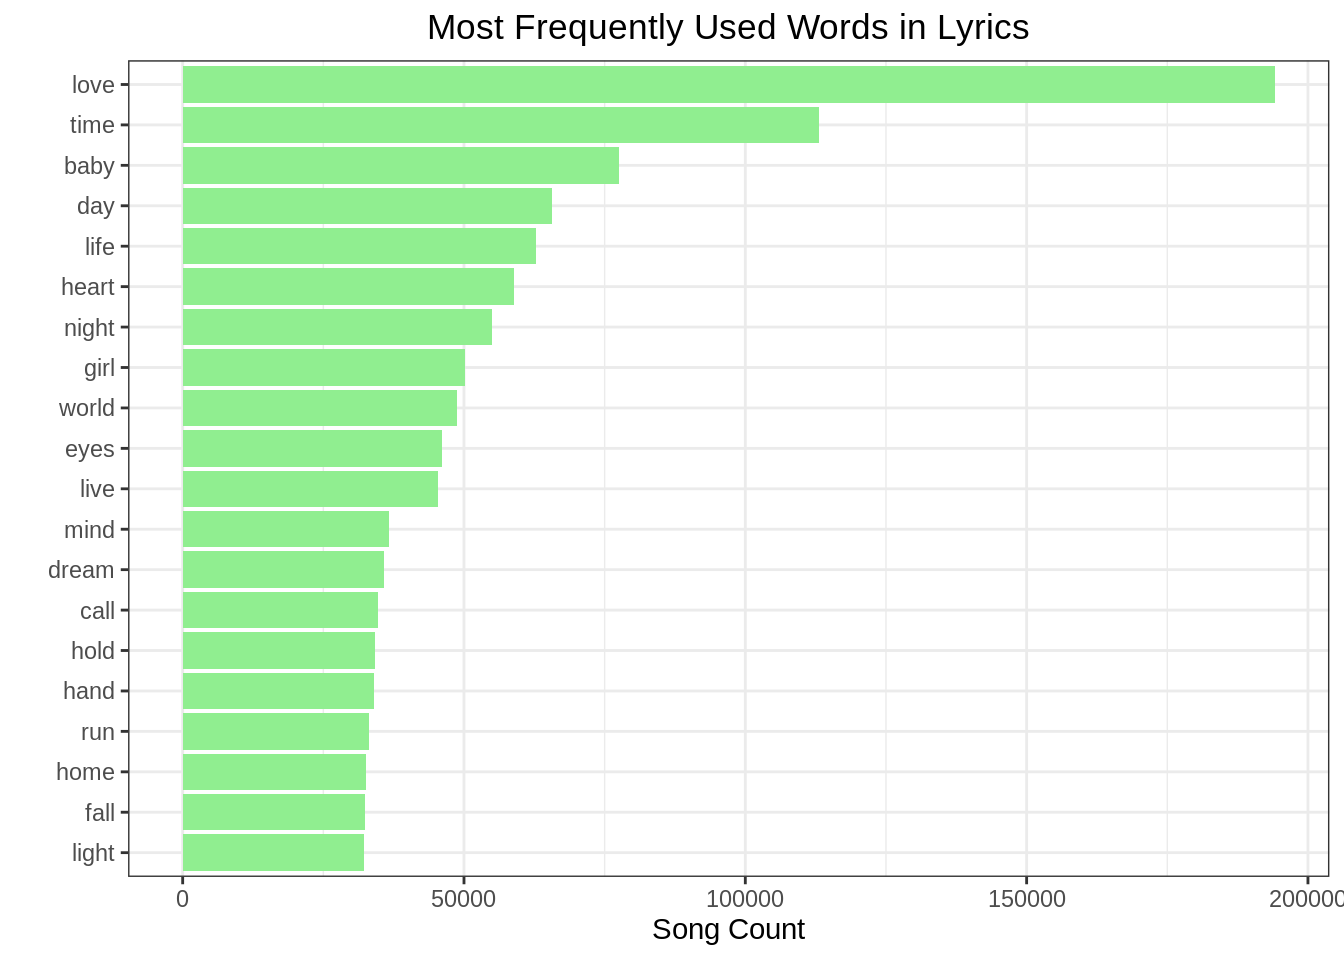 Most Frequently Used Words in Lyrics
love
time
baby
day
life
heart
night
girl
world
eyes
live
mind
dream
call
hold
hand
run
home
fall
light
0 50000 100000 150000 200000
Song Count